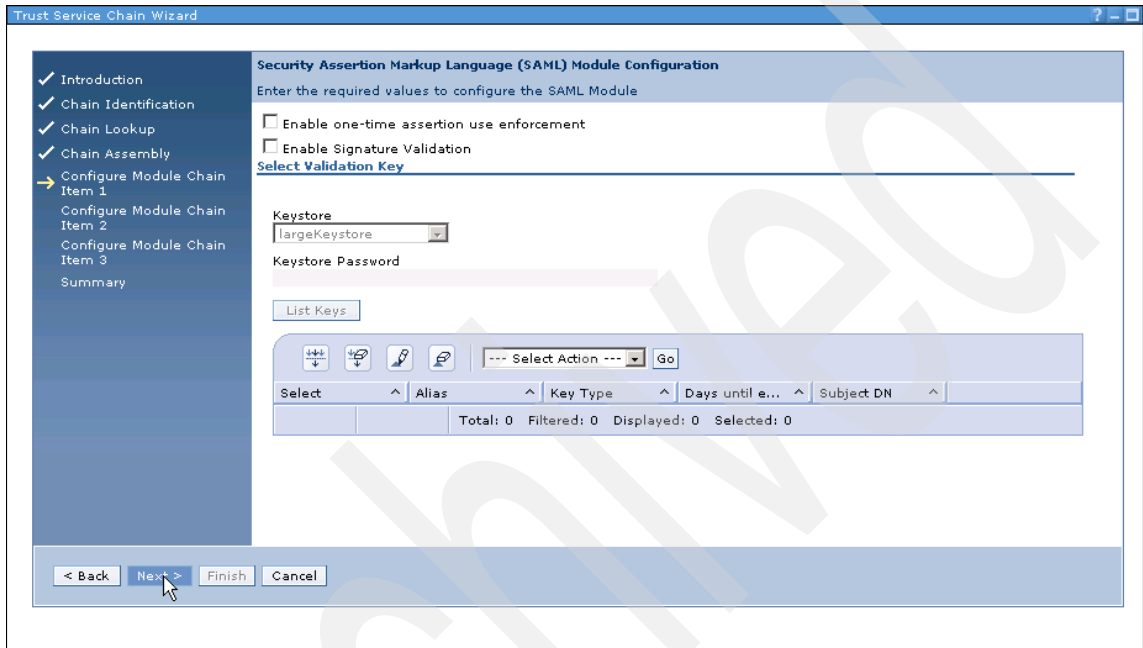 Trust Service Chain Wizard
? – □
Introduction
Chain Identification
Chain Lookup
Chain Assembly
Configure Module Chain
Item 1
Configure Module Chain
Item 2
Configure Module Chain
Item 3
Summary
Security Assertion Markup Language (SAML) Module Configuration
Enter the required values to configure the SAML Module
Enable one-time assertion use enforcement
Enable Signature Validation
Select Validation Key
Keystore
largeKeystore
Keystore Password
List Keys
--- Select Action --- Go
Select Alias Key Type Days until e... Subject DN
Total: 0 Filtered: 0 Displayed: 0 Selected: 0
< Back Next > Finish Cancel